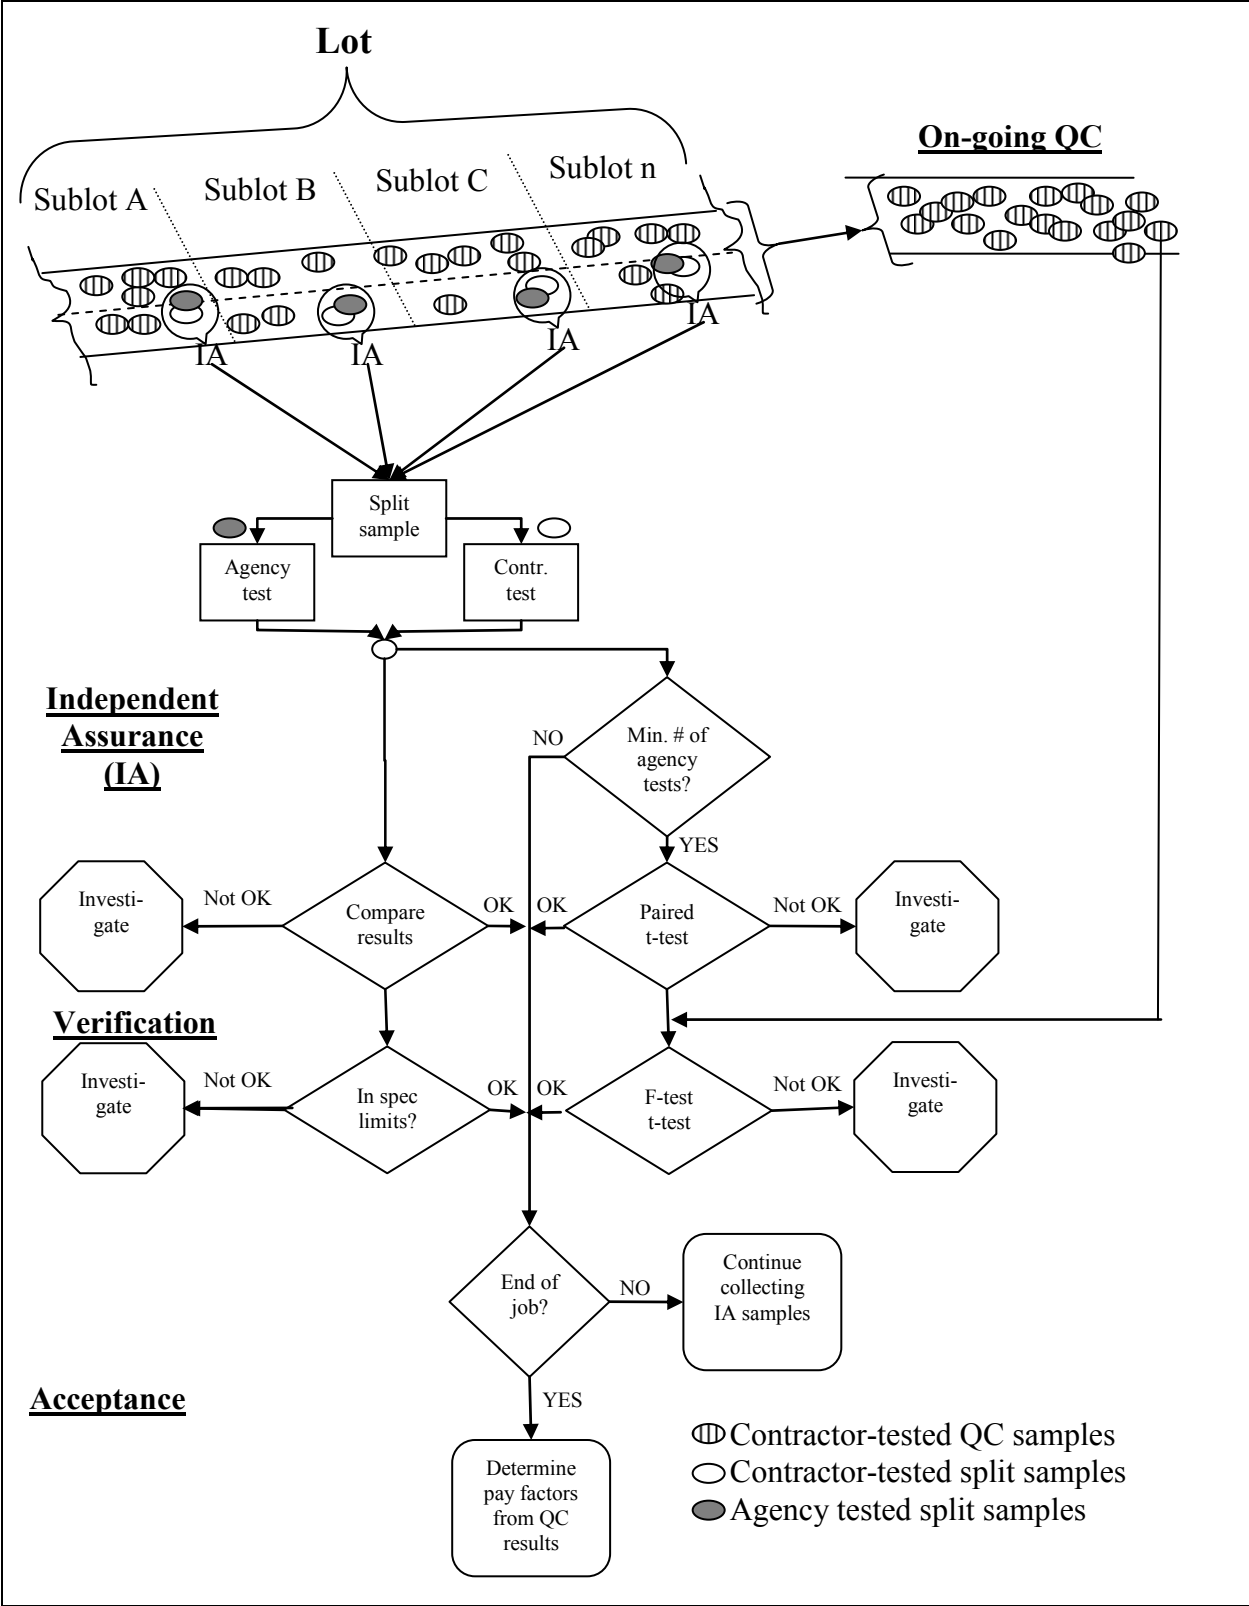 Lot
On-going QC
Sublot A
Sublot B
Sublot C
Sublot n
IA
IA
IA
IA
Split
sample
Agency
test
Contr.
test
Independent
Assurance
(IA)
NO
Min. # of
agency
tests?
YES
Investi-
gate
Not OK
Compare
results
OK
OK
Paired
t-test
Not OK
Investi-
gate
Verification
Investi-
gate
Not OK
In spec
limits?
OK
OK
F-test
t-test
Not OK
Investi-
gate
End of
job?
NO
Continue
collecting
IA samples
YES
Acceptance
Determine
pay factors
from QC
results
Contractor-tested QC samples
Contractor-tested split samples
Agency tested split samples